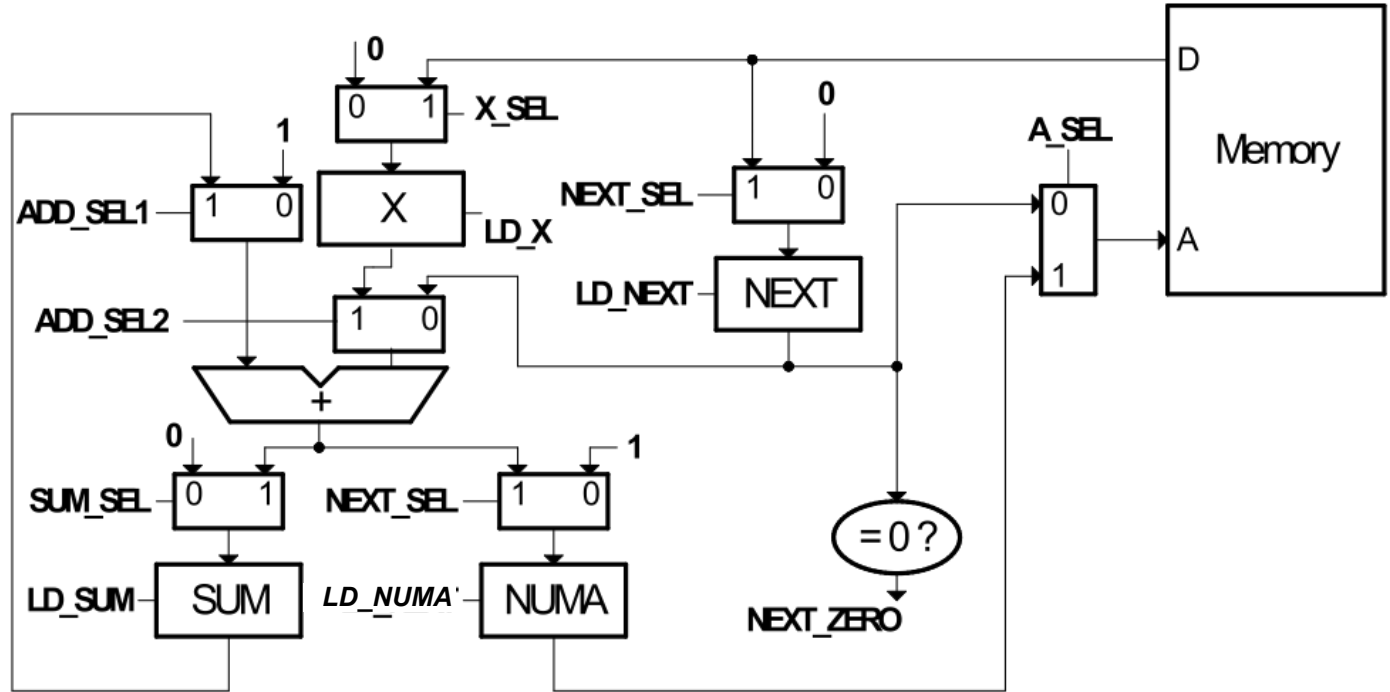 0
D
0 1
X_SEL
0
A_SEL
Memory
1
ADD_SEL1
1 0
X
LD_X
NEXT_SEL
1 0
0
A
LD_NEXT
NEXT
1
ADD_SEL2
1 0
+
0
1
SUM_SEL
0 1
NEXT_SEL
1 0
=0?
LD_SUM
SUM
LD_NUMA
NUMA
NEXT_ZERO